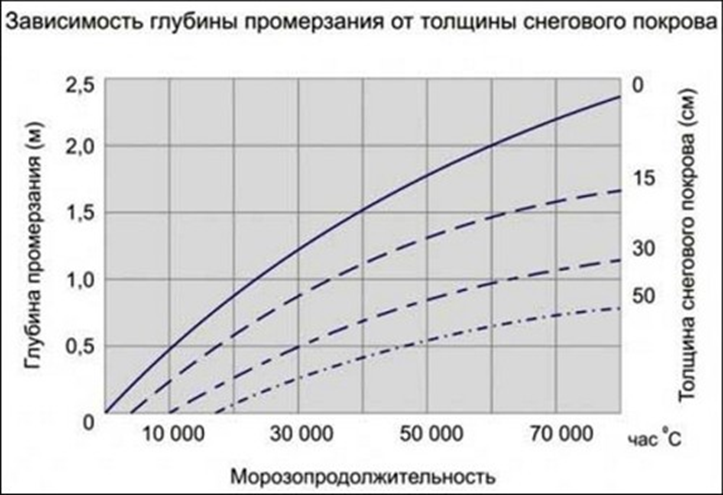 Зависимость глубины промерзания от толщины снегового покрова
Глубина промерзания (м)
2,5
2,0
1,5
1,0
0,5
0
10 000
30 000
50 000
70 000
час °С
Морозопродолжительность
0
15
30
50
Толщина снегового покрова (см)